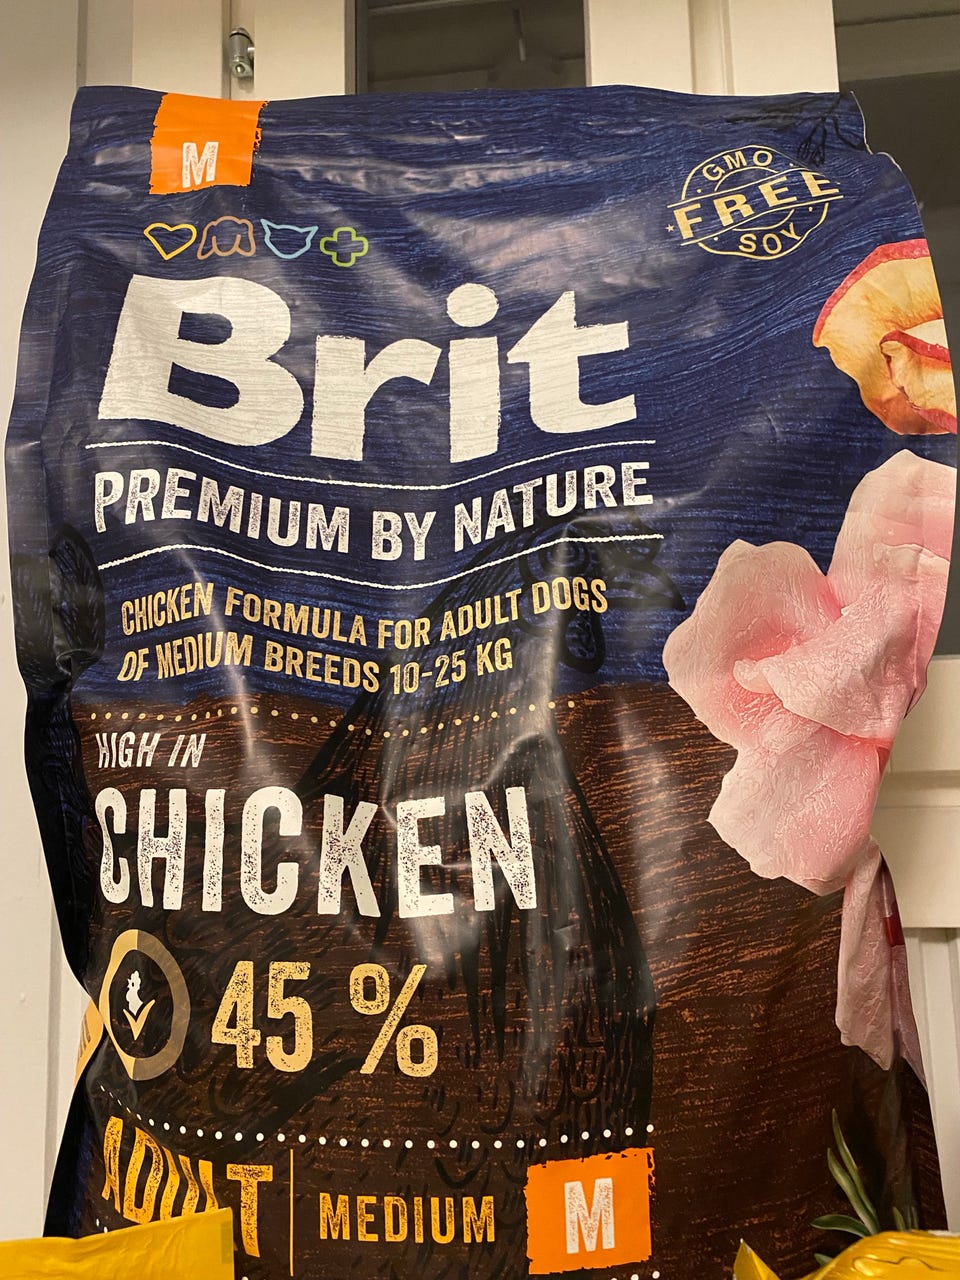 M
GMO
FREE
SOY
Brit
PREMIUM BY NATURE
CHICKEN FORMULA FOR ADULT DOGS
OF MEDIUM BREEDS 10-25 KG
HIGH IN
CHICKEN
45 %
ADULT
MEDIUM
M